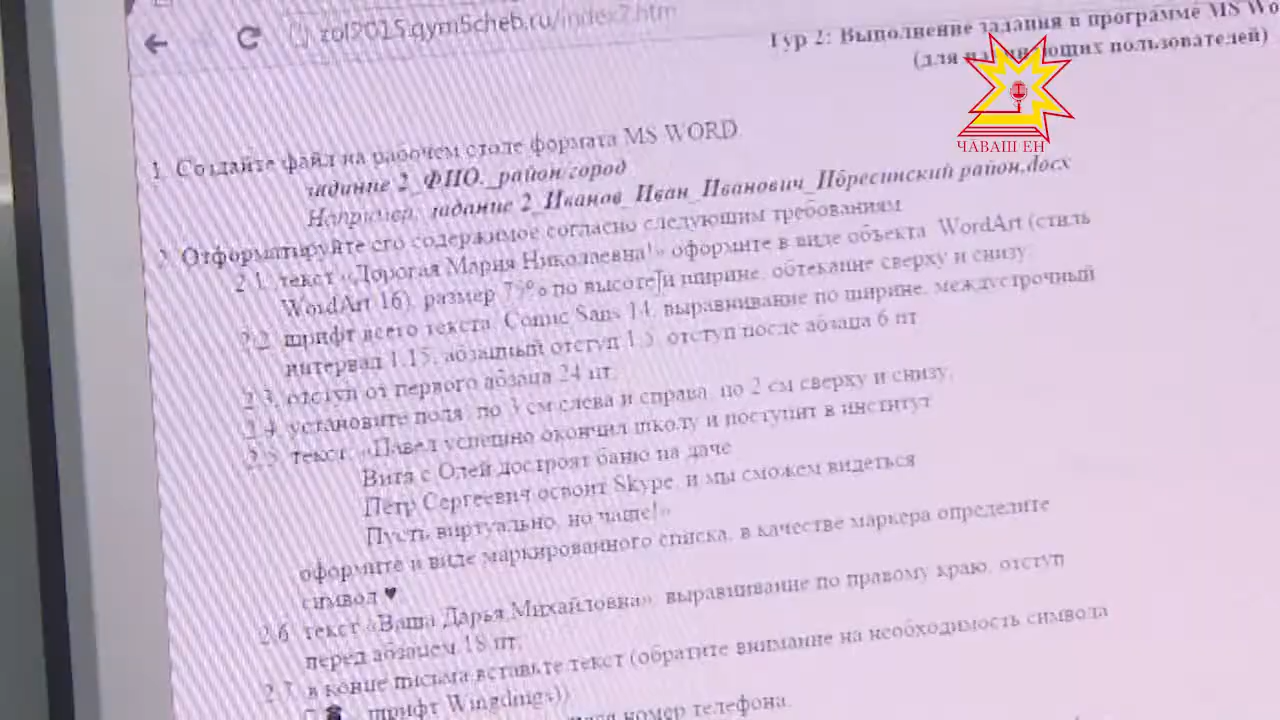 zol2015.gym5cheb.ru/index7.htm
Тур 2: Выполнение задания в программе MS Wo
(для пользователей)
ЧӐВАШ ЕН
1. Создайте файл на рабочем столе формата MS WORD
задание 2_ФИО._район/город
Например, задание 2_Иванов_Иван_Иванович_Ибресинский район.docx
2. Отформатируйте его содержимое согласно следующим требованиям
2.1. текст «Дорогая Мария Николаевна!» оформите в виде объекта WordArt (стиль
WordArt 16), размер 75% по высоте и ширине, обтекание сверху и снизу
2.2. шрифт всего текста: Comic Sans 14, выравнивание по ширине, междустрочный
интервал 1,15, абзацный отступ 1,5, отступ после абзаца 6 пт
2.3. отступ от первого абзаца 24 пт,
2.4. установите поля: по 3 см слева и справа, по 2 см сверху и снизу,
2.5. текст: «Павел успешно окончил школу и поступит в институт
Витя с Олей достроят баню на даче
Петр Сергеевич освоит Skype, и мы сможем видеться
Пусть виртуально, но чаще!»
оформите в виде маркированного списка, в качестве маркера определите
символ ♥
2.6. текст «Ваша Дарья Михайловна», выравнивание по правому краю, отступ
перед абзацем 18 пт,
2.7. в конце письма вставьте текст (обратите внимание на необходимость символа
шрифт Wingdings))
номер телефона.